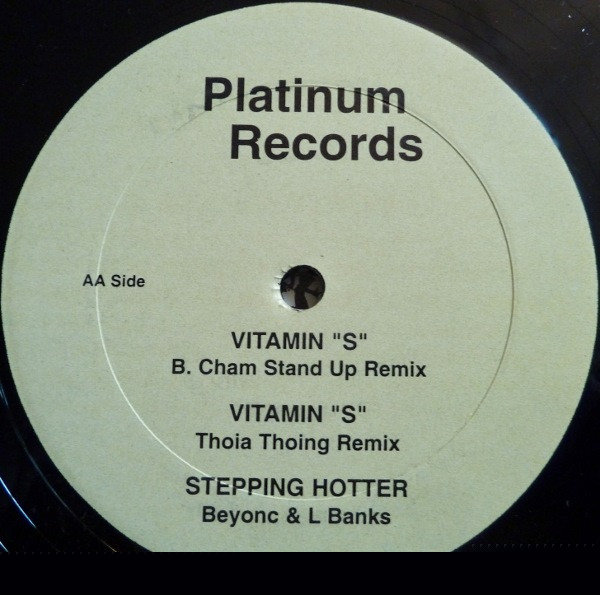 Platinum
Records
AA Side
VITAMIN "S"
B. Cham Stand Up Remix
VITAMIN "S"
Thoia Thoing Remix
STEPPING HOTTER
Beyonc & L Banks